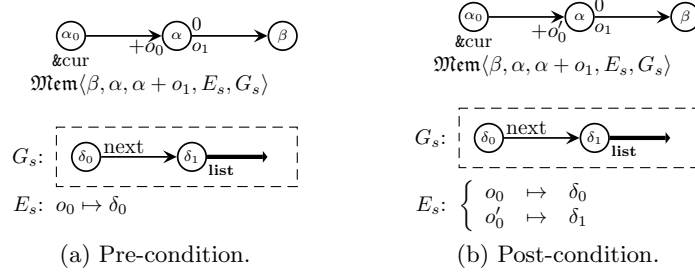 α₀ +o₀ α 0 o₁ β
&cur
𝔐em⟨β, α, α + o₁, Eₛ, Gₛ⟩
Gₛ: δ₀ next δ₁ list
Eₛ: o₀ ↦ δ₀
(a) Pre-condition.
α₀ +o₀′ α 0 o₁ β
&cur
𝔐em⟨β, α, α + o₁, Eₛ, Gₛ⟩
Gₛ: δ₀ next δ₁ list
Eₛ: { o₀ ↦ δ₀
o₀′ ↦ δ₁
(b) Post-condition.